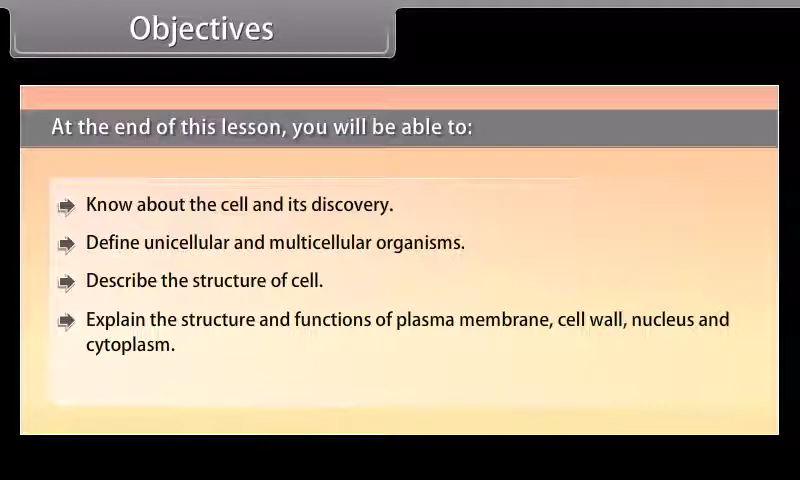 Objectives
At the end of this lesson, you will be able to:
Know about the cell and its discovery.
Define unicellular and multicellular organisms.
Describe the structure of cell.
Explain the structure and functions of plasma membrane, cell wall, nucleus and
cytoplasm.